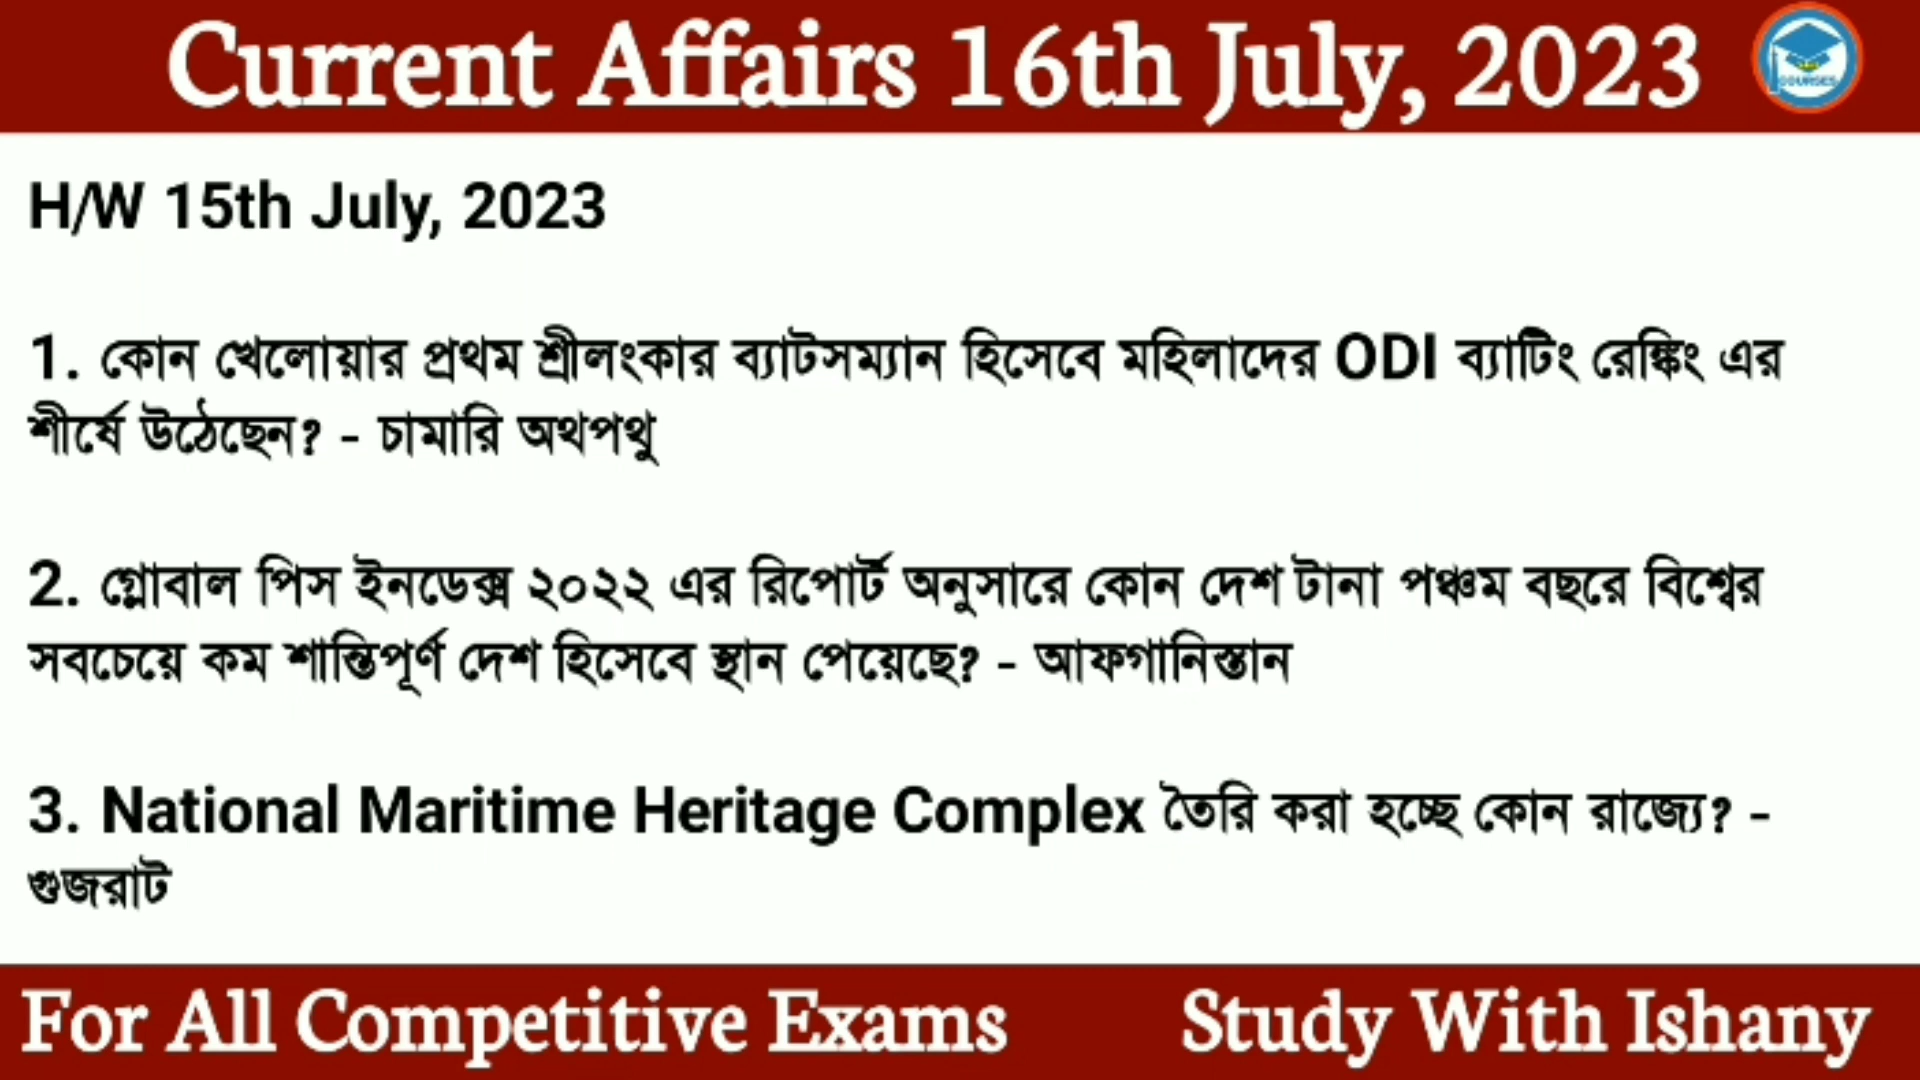 Current Affairs 16th July, 2023
COURSES
H/W 15th July, 2023
1. কোন খেলোয়ার প্রথম শ্রীলংকার ব্যাটসম্যান হিসেবে মহিলাদের ODI ব্যাটিং রেঙ্কিং এর
শীর্ষে উঠেছেন? - চামারি অথপথু
2. গ্লোবাল পিস ইনডেক্স ২০২২ এর রিপোর্ট অনুসারে কোন দেশ টানা পঞ্চম বছরে বিশ্বের
সবচেয়ে কম শান্তিপূর্ণ দেশ হিসেবে স্থান পেয়েছে? - আফগানিস্তান
3. National Maritime Heritage Complex তৈরি করা হচ্ছে কোন রাজ্যে? -
গুজরাট
For All Competitive Exams Study With Ishany